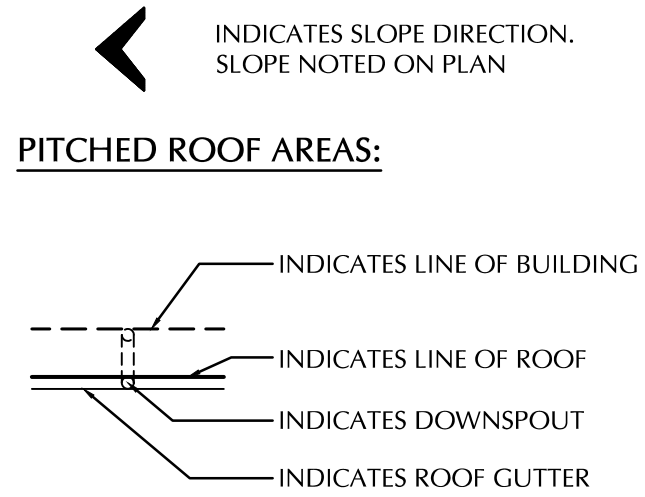 INDICATES SLOPE DIRECTION.
SLOPE NOTED ON PLAN
PITCHED ROOF AREAS:
INDICATES LINE OF BUILDING
INDICATES LINE OF ROOF
INDICATES DOWNSPOUT
INDICATES ROOF GUTTER